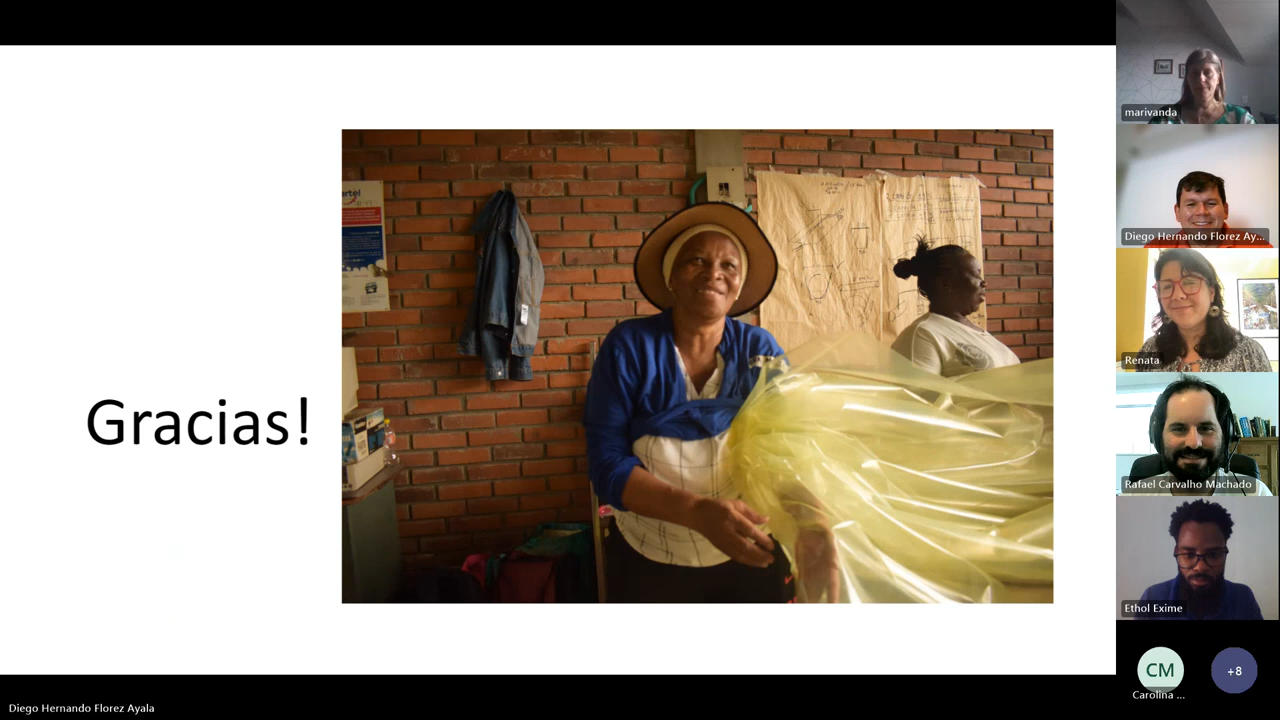 Gracias!
artel
marivanda
Diego Hernando Florez Ay...
Renata
Rafael Carvalho Machado
Ethol Exime
CM
+8
Carolina ...
Diego Hernando Florez Ayala